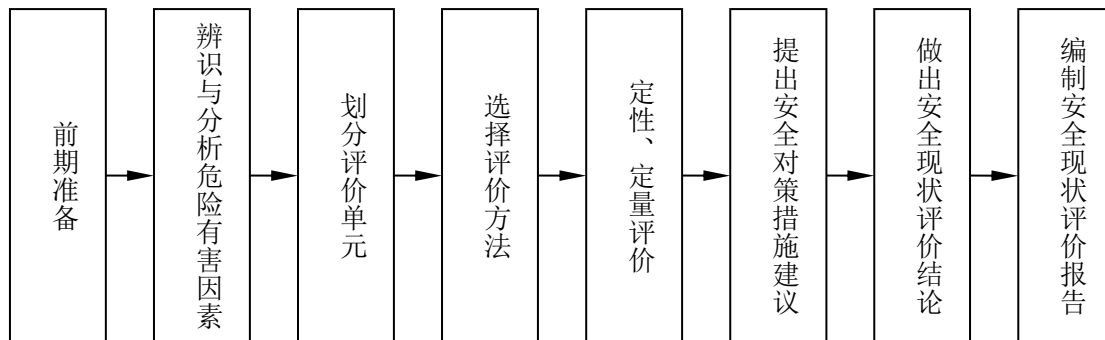 前期准备
辨识与分析危险有害因素
划分评价单元
选择评价方法
定性、定量评价
提出安全对策措施建议
做出安全现状评价结论
编制安全现状评价报告